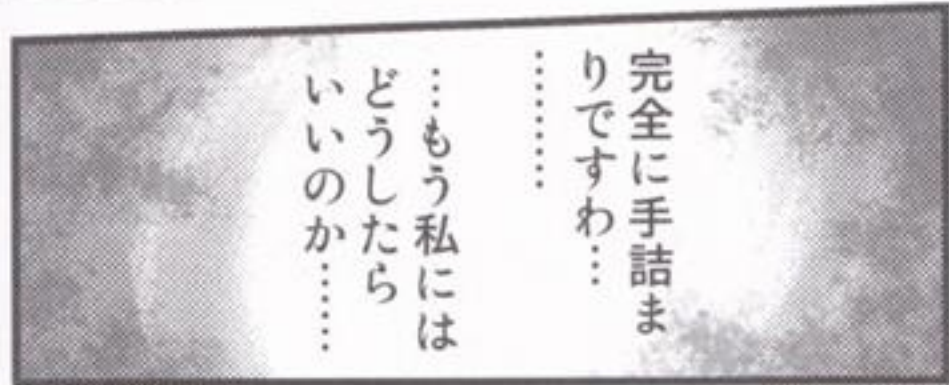 完全に手詰ま
りですわ…
………
…もう私には
どうしたら
いいのか……